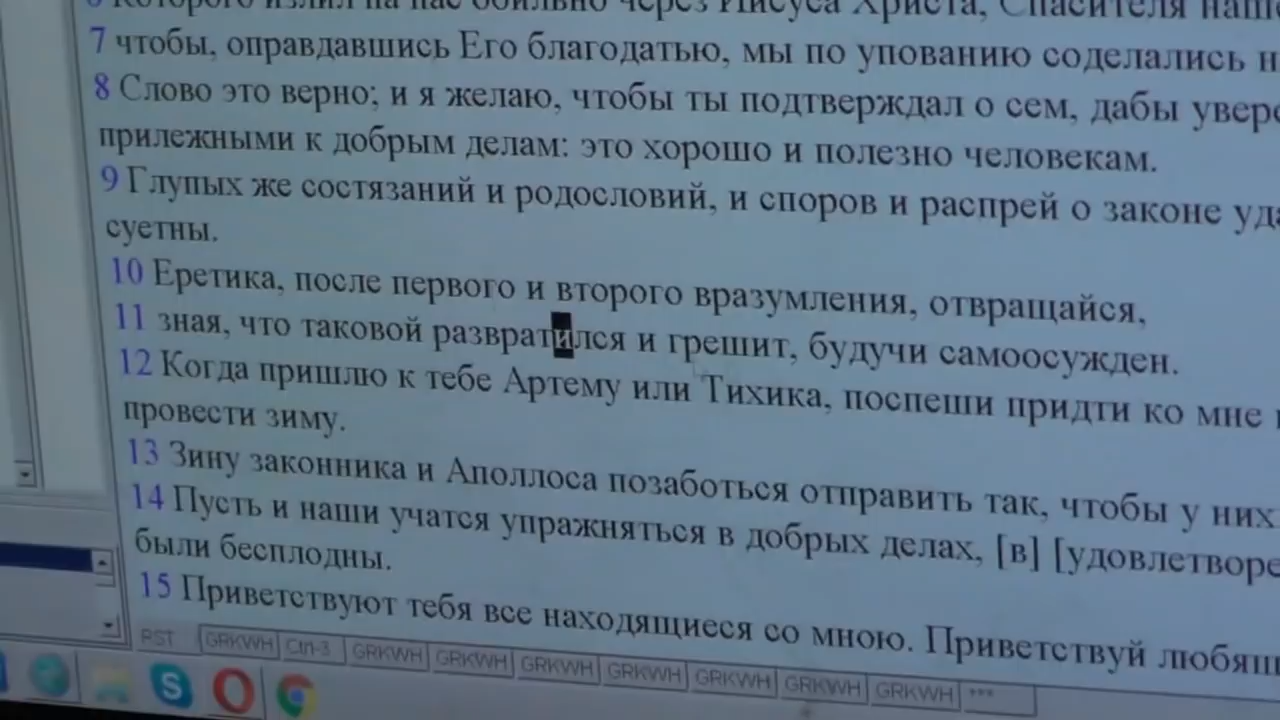 6 Которого излил на нас обильно через Иисуса Христа, Спасителя
7 чтобы, оправдавшись Его благодатью, мы по упованию соделались
8 Слово это верно; и я желаю, чтобы ты подтверждал о сем, дабы
прилежными к добрым делам: это хорошо и полезно человекам.
9 Глупых же состязаний и родословий, и споров и распрей о законе
суетны.
10 Еретика, после первого и второго вразумления, отвращайся,
11 зная, что таковой развратился и грешит, будучи самоосужден.
12 Когда пришлю к тебе Артему или Тихика, поспеши придти ко мне
провести зиму.
13 Зину законника и Аполлоса позаботься отправить так, чтобы у них
14 Пусть и наши учатся упражняться в добрых делах, [в]
были бесплодны.
15 Приветствуют тебя все находящиеся со мною. Приветствуй
RST GRKWH Ctrl-3 GRKWH GRKWH GRKWH GRKWH GRKWH GRKWH GRKWH ***